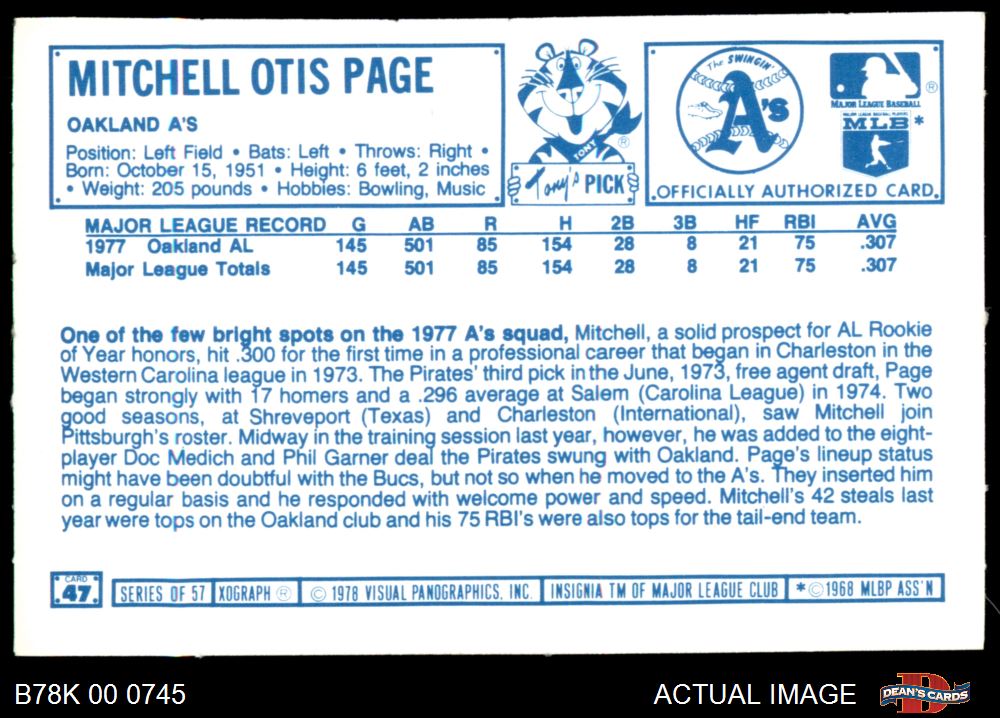 MITCHELL OTIS PAGE
OAKLAND A'S
Position: Left Field • Bats: Left • Throws: Right •
Born: October 15, 1951 • Height: 6 feet, 2 inches
• Weight: 205 pounds • Hobbies: Bowling, Music
TONY
®
Tony's PICK
The SWINGIN'
A's
®
MAJOR LEAGUE BASEBALL
MAJOR LEAGUE BASEBALL PLAYERS
MLB *
OFFICIALLY AUTHORIZED CARD
MAJOR LEAGUE RECORD G AB R H 2B 3B HF RBI AVG
1977 Oakland AL 145 501 85 154 28 8 21 75 .307
Major League Totals 145 501 85 154 28 8 21 75 .307
One of the few bright spots on the 1977 A's squad, Mitchell, a solid prospect for AL Rookie
of Year honors, hit .300 for the first time in a professional career that began in Charleston in the
Western Carolina league in 1973. The Pirates' third pick in the June, 1973, free agent draft, Page
began strongly with 17 homers and a .296 average at Salem (Carolina League) in 1974. Two
good seasons, at Shreveport (Texas) and Charleston (International), saw Mitchell join
Pittsburgh's roster. Midway in the training session last year, however, he was added to the eight-
player Doc Medich and Phil Garner deal the Pirates swung with Oakland. Page's lineup status
might have been doubtful with the Bucs, but not so when he moved to the A's. They inserted him
on a regular basis and he responded with welcome power and speed. Mitchell's 42 steals last
year were tops on the Oakland club and his 75 RBI's were also tops for the tail-end team.
CARD
47
SERIES OF 57 XOGRAPH ® © 1978 VISUAL PANOGRAPHICS, INC. INSIGNIA TM OF MAJOR LEAGUE CLUB * © 1968 MLBP ASS'N
B78K 00 0745
ACTUAL IMAGE
DEAN'S CARDS